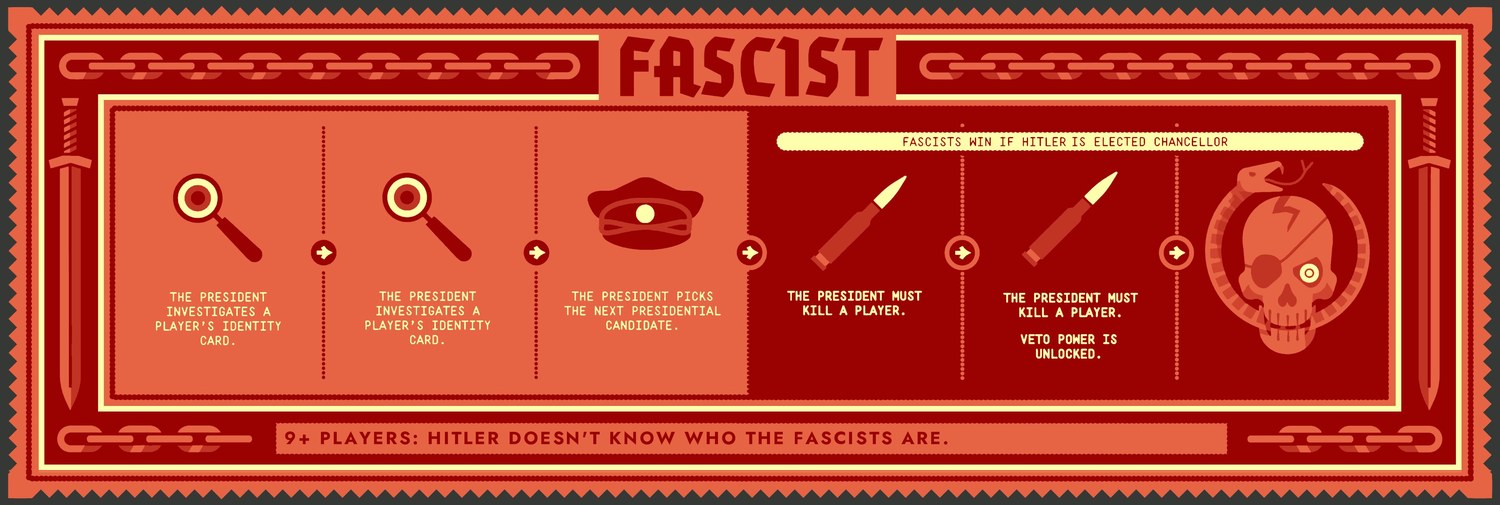 FASCIST
FASCISTS WIN IF HITLER IS ELECTED CHANCELLOR
THE PRESIDENT
INVESTIGATES A
PLAYER'S IDENTITY
CARD.
THE PRESIDENT
INVESTIGATES A
PLAYER'S IDENTITY
CARD.
THE PRESIDENT PICKS
THE NEXT PRESIDENTIAL
CANDIDATE.
THE PRESIDENT MUST
KILL A PLAYER.
THE PRESIDENT MUST
KILL A PLAYER.
VETO POWER IS
UNLOCKED.
9+ PLAYERS: HITLER DOESN'T KNOW WHO THE FASCISTS ARE.